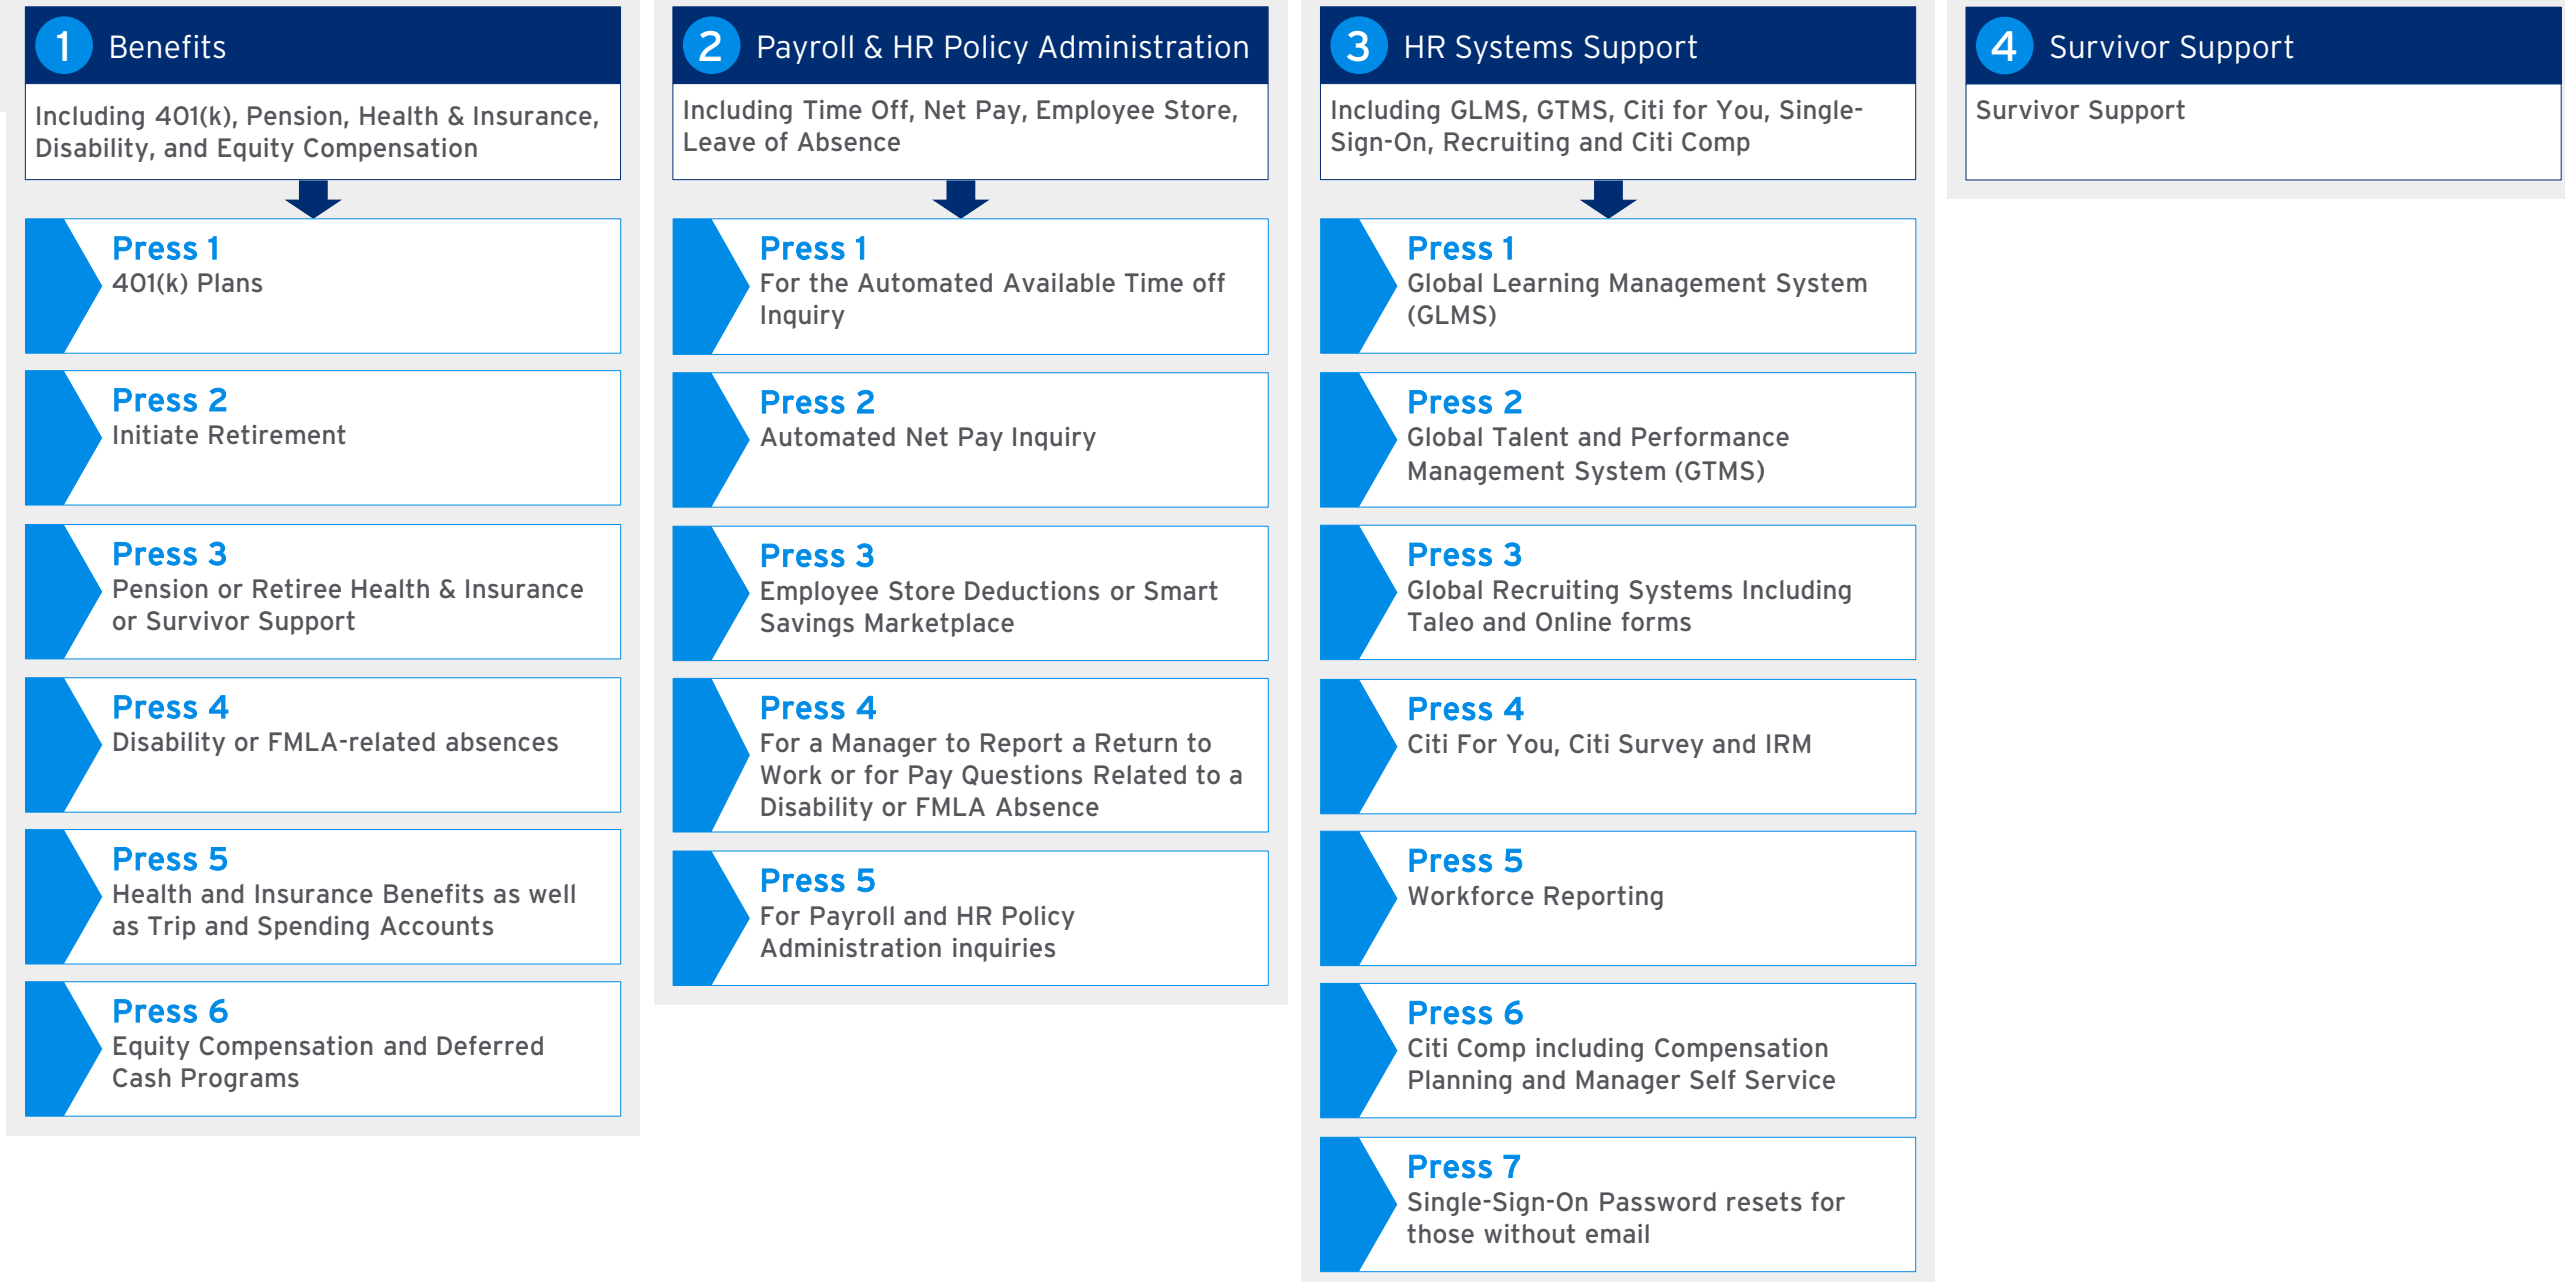 1 Benefits
Including 401(k), Pension, Health & Insurance,
Disability, and Equity Compensation
Press 1
401(k) Plans
Press 2
Initiate Retirement
Press 3
Pension or Retiree Health & Insurance
or Survivor Support
Press 4
Disability or FMLA-related absences
Press 5
Health and Insurance Benefits as well
as Trip and Spending Accounts
Press 6
Equity Compensation and Deferred
Cash Programs
2 Payroll & HR Policy Administration
Including Time Off, Net Pay, Employee Store,
Leave of Absence
Press 1
For the Automated Available Time off
Inquiry
Press 2
Automated Net Pay Inquiry
Press 3
Employee Store Deductions or Smart
Savings Marketplace
Press 4
For a Manager to Report a Return to
Work or for Pay Questions Related to a
Disability or FMLA Absence
Press 5
For Payroll and HR Policy
Administration inquiries
3 HR Systems Support
Including GLMS, GTMS, Citi for You, Single-
Sign-On, Recruiting and Citi Comp
Press 1
Global Learning Management System
(GLMS)
Press 2
Global Talent and Performance
Management System (GTMS)
Press 3
Global Recruiting Systems Including
Taleo and Online forms
Press 4
Citi For You, Citi Survey and IRM
Press 5
Workforce Reporting
Press 6
Citi Comp including Compensation
Planning and Manager Self Service
Press 7
Single-Sign-On Password resets for
those without email
4 Survivor Support
Survivor Support